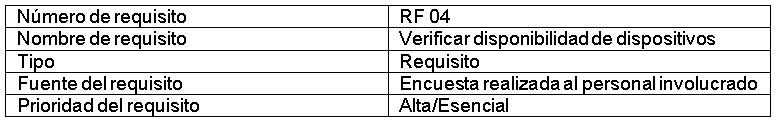 Número de requisito RF 04
Nombre de requisito Verificar disponibilidad de dispositivos
Tipo Requisito
Fuente del requisito Encuesta realizada al personal involucrado
Prioridad del requisito Alta/Esencial